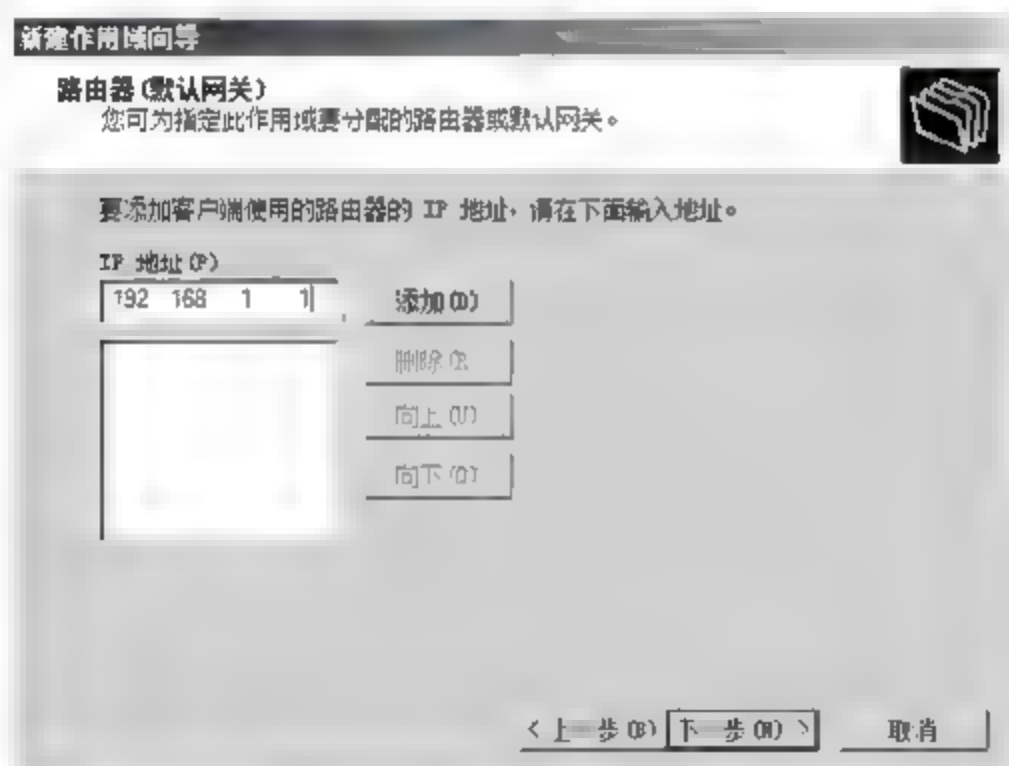 新建作用域向导
路由器(默认网关)
您可为指定此作用域要分配的路由器或默认网关。
要添加客户端使用的路由器的 IP 地址，请在下面输入地址。
IP 地址(P)
192 168 1 1
添加(D)
删除(R
向上(U)
向下(O)
< 上一步(B)
下一步(N) >
取消